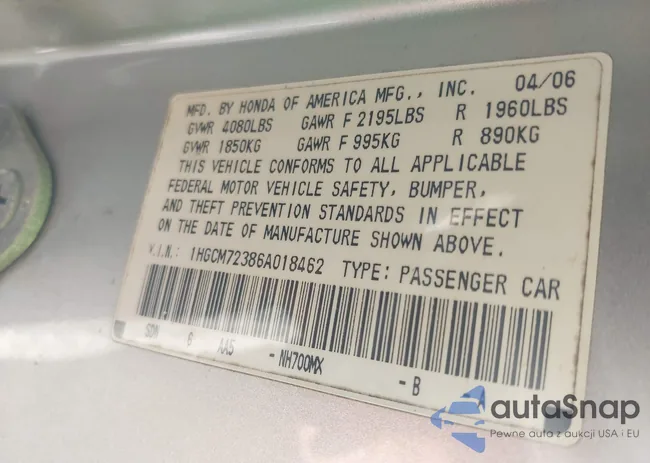 MFD. BY HONDA OF AMERICA MFG., INC. 04/06
GVWR 4080LBS GAWR F 2195LBS R 1960LBS
GVWR 1850KG GAWR F 995KG R 890KG
THIS VEHICLE CONFORMS TO ALL APPLICABLE
FEDERAL MOTOR VEHICLE SAFETY, BUMPER,
AND THEFT PREVENTION STANDARDS IN EFFECT
ON THE DATE OF MANUFACTURE SHOWN ABOVE.
V.I.N.: 1HGCM72386A018462 TYPE: PASSENGER CAR
SDN 6 AA5 -NH700MX -B A
autaSnap
Pewne auta z aukcji USA i EU